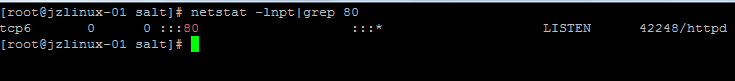 [root@jzlinux-01 salt]# netstat -lnpt|grep 80
tcp6       0      0 :::80                   :::*                    LISTEN      42248/httpd
[root@jzlinux-01 salt]#